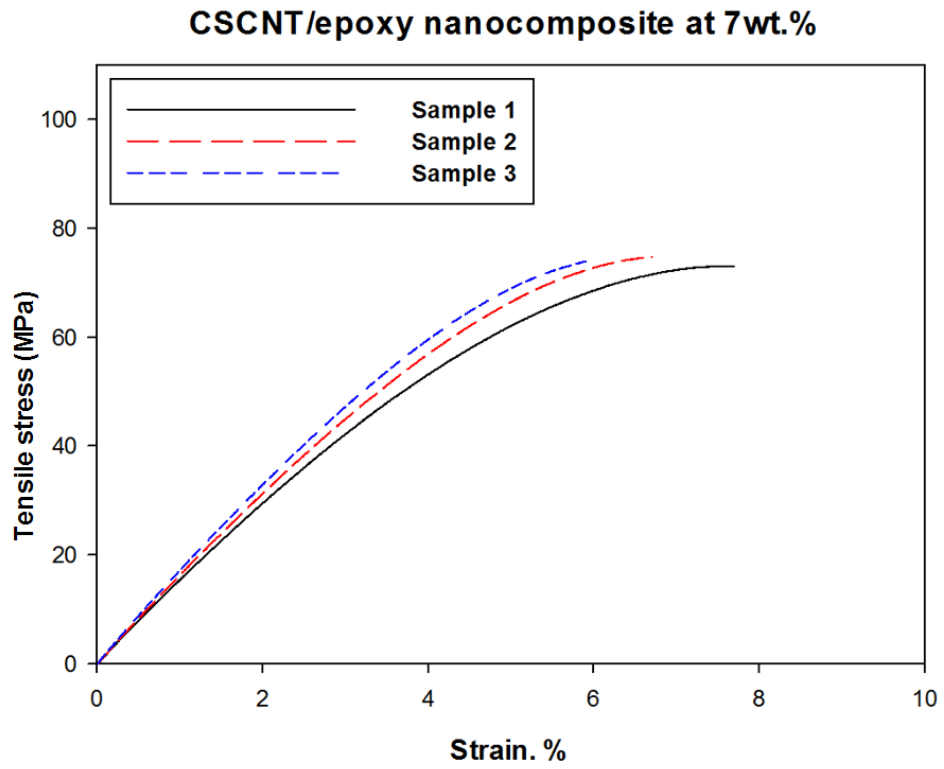 CSCNT/epoxy nanocomposite at 7wt.%
Sample 1
Sample 2
Sample 3
100
80
60
40
20
0
Tensile stress (MPa)
0 2 4 6 8 10
Strain. %